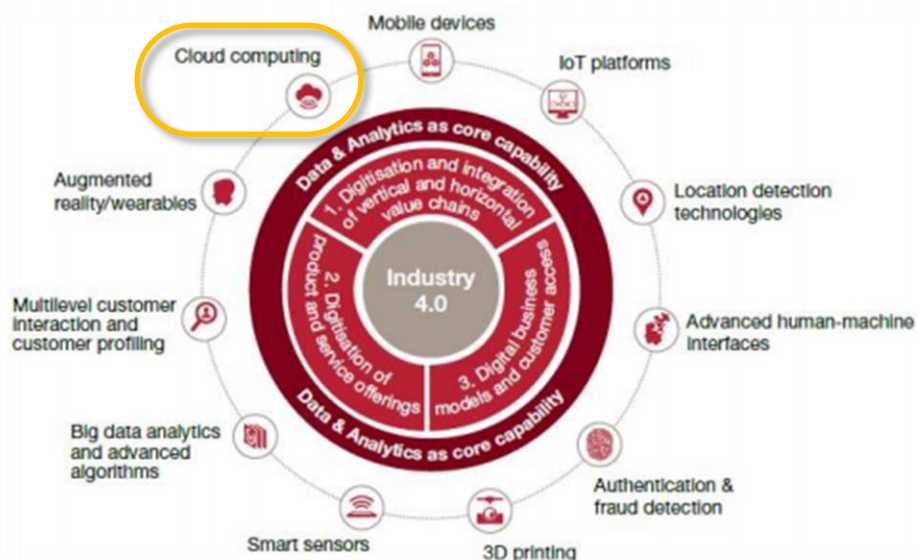 Mobile devices
Cloud computing
IoT platforms
Augmented
reality/wearables
Location detection
technologies
Multilevel customer
interaction and
customer profiling
Advanced human-machine
interfaces
Big data analytics
and advanced
algorithms
Authentication &
fraud detection
Smart sensors
3D printing
Data & Analytics as core capability
1. Digitisation and integration
of vertical and horizontal
value chains
2. Digitisation of
product and service offerings
3. Digital business
models and customer access
Industry
4.0
Data & Analytics as core capability